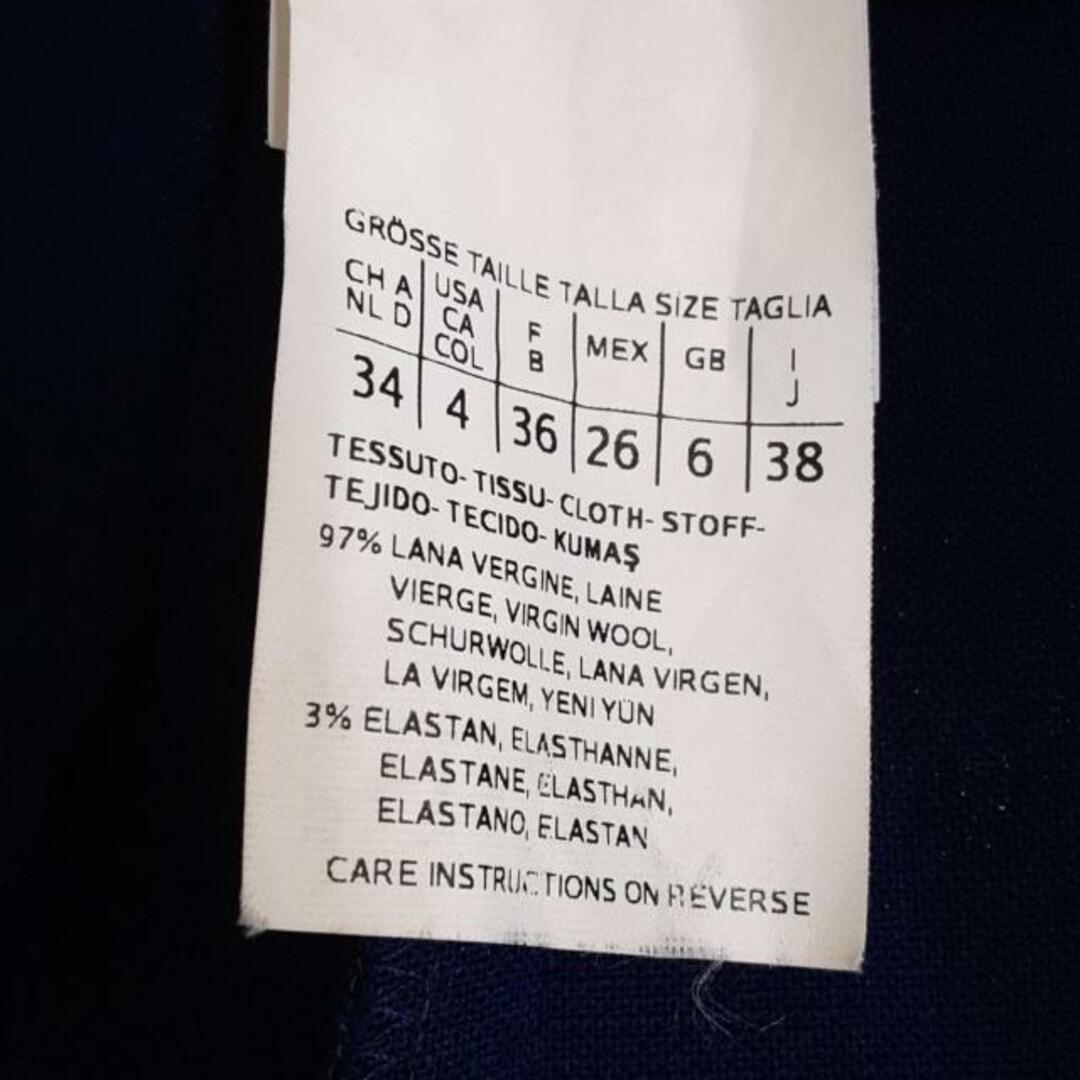 GRÖSSE TAILLE TALLA SIZE TAGLIA
CH A USA F MEX GB I
NL D CA B J
COL
34 4 36 26 6 38
TESSUTO-TISSU-CLOTH-STOFF-
TEJIDO-TECIDO-KUMAŞ
97% LANA VERGINE, LAINE
VIERGE, VIRGIN WOOL,
SCHURWOLLE, LANA VIRGEN,
LA VIRGEM, YENI YÜN
3% ELASTAN, ELASTHANNE,
ELASTANE, ELASTHAN,
ELASTANO, ELASTAN
CARE INSTRUCTIONS ON REVERSE